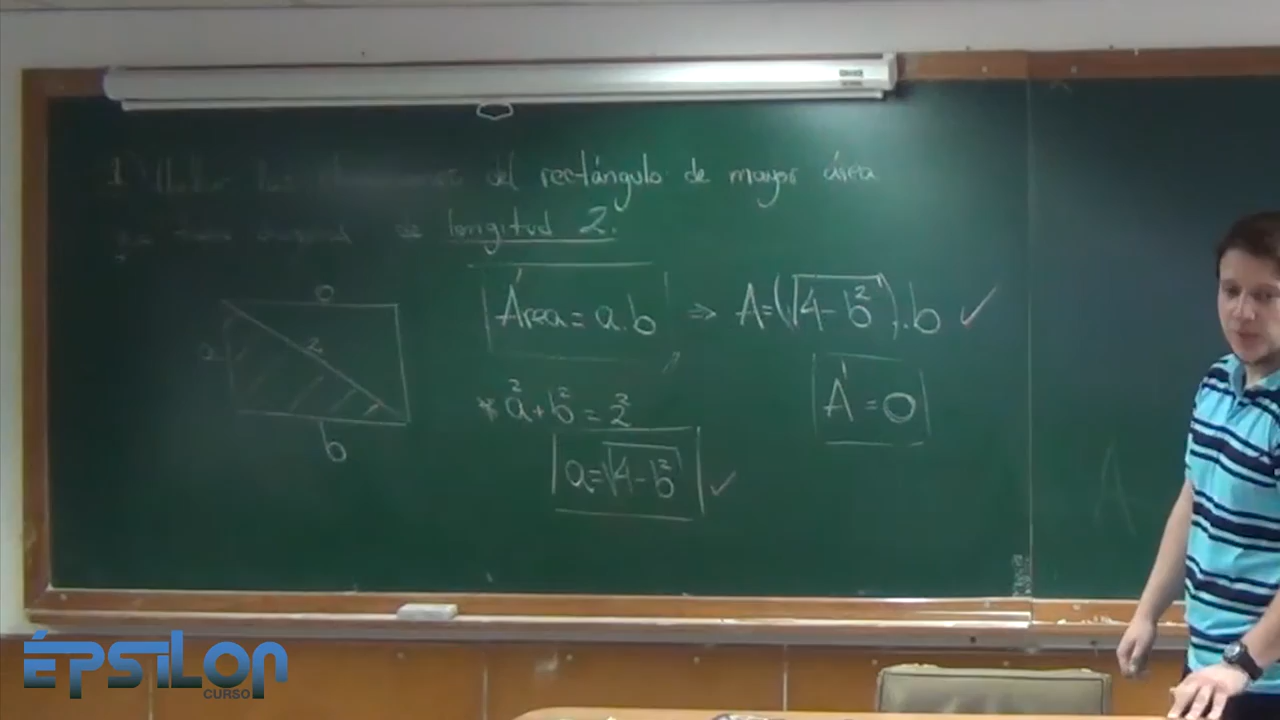 1) Hallar las dimensiones del rectángulo de mayor área
que tiene diagonal de longitud 2.
Área = a.b ⇒ A=(√4-b²).b ✓
a
2
b
* a²+b²=2²
A' = 0
a=√4-b² ✓
A
ÉPSILON
CURSO